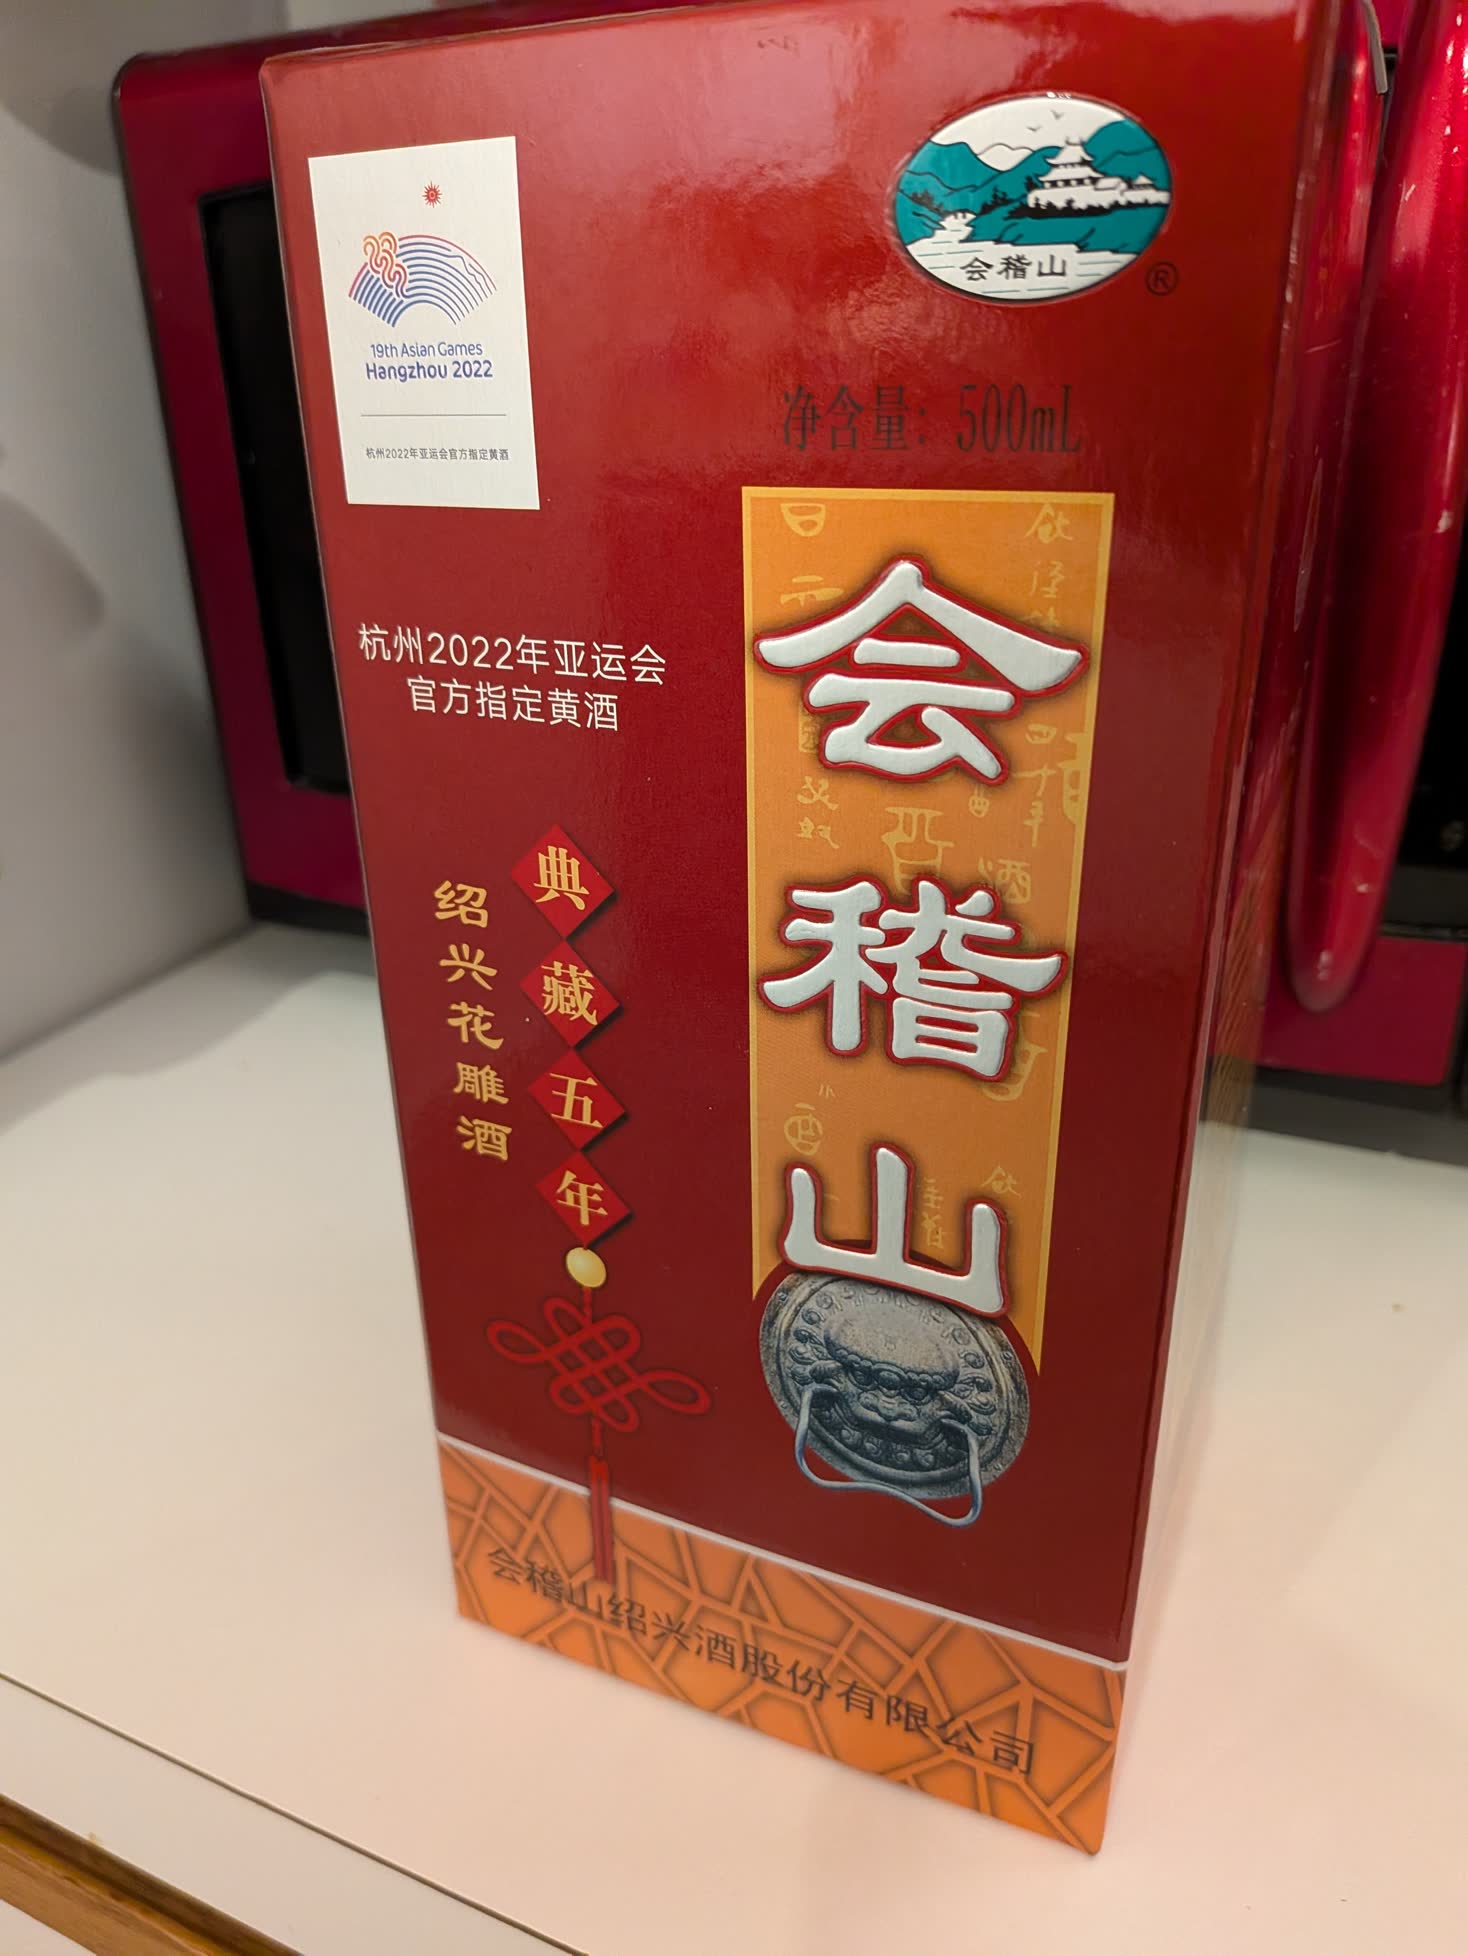 会稽山
®
19th Asian Games
Hangzhou 2022
杭州2022年亚运会官方指定黄酒
净含量：500mL
杭州2022年亚运会
官方指定黄酒
会稽山
典藏五年
绍兴花雕酒
会稽山绍兴酒股份有限公司